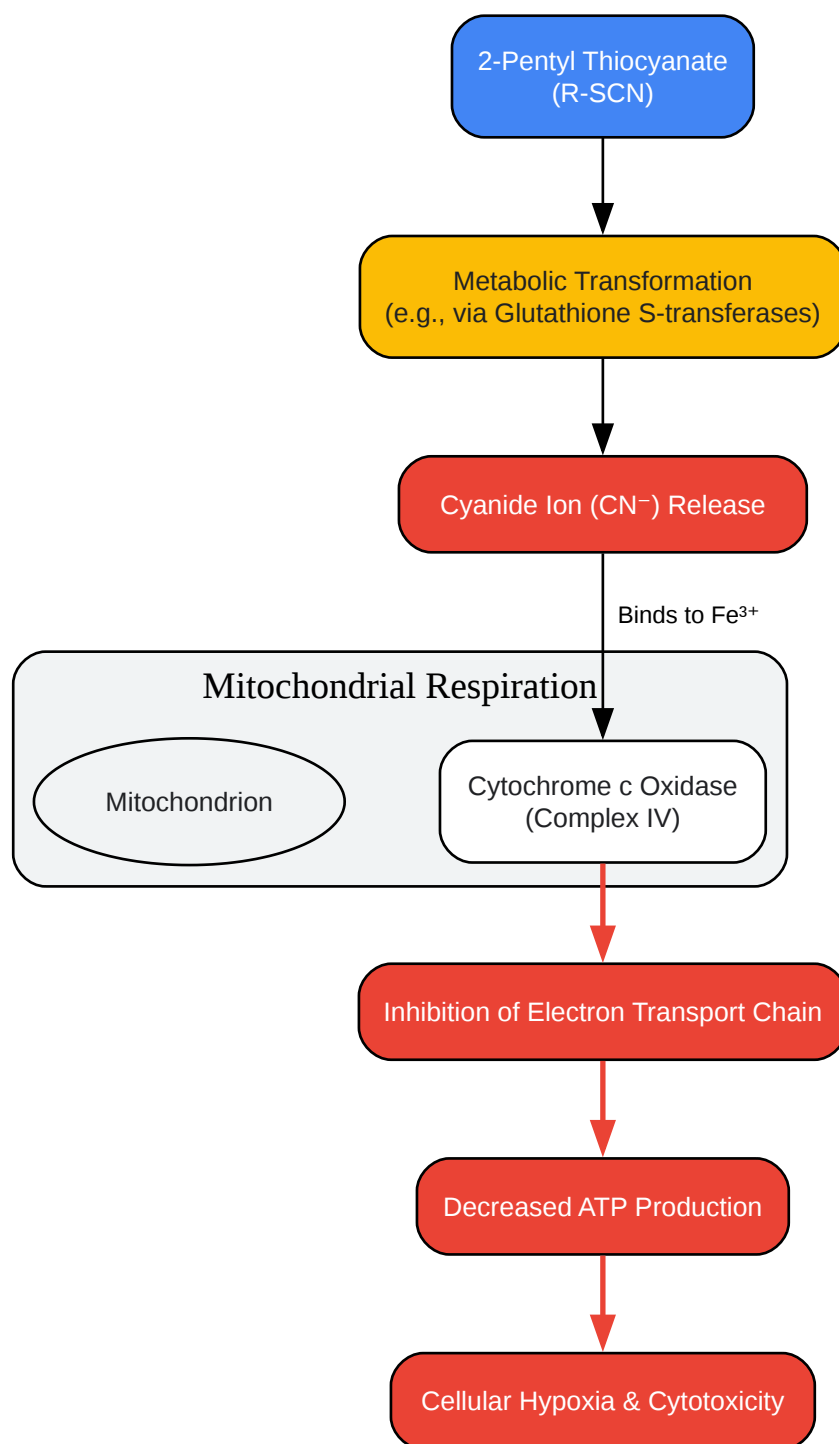 2-Pentyl Thiocyanate
(R-SCN)
Metabolic Transformation
(e.g., via Glutathione S-transferases)
Cyanide Ion (CN⁻) Release
Binds to Fe³⁺
Mitochondrial Respiration
Mitochondrion
Cytochrome c Oxidase
(Complex IV)
Inhibition of Electron Transport Chain
Decreased ATP Production
Cellular Hypoxia & Cytotoxicity